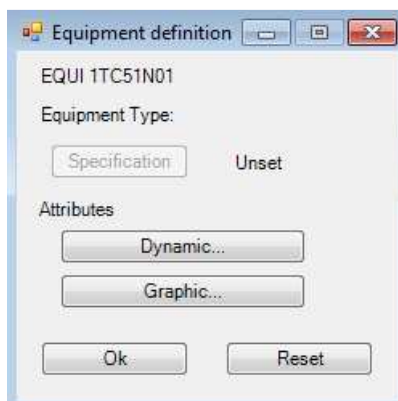 Equipment definition
EQUI 1TC51N01
Equipment Type:
Specification Unset
Attributes
Dynamic...
Graphic...
Ok Reset